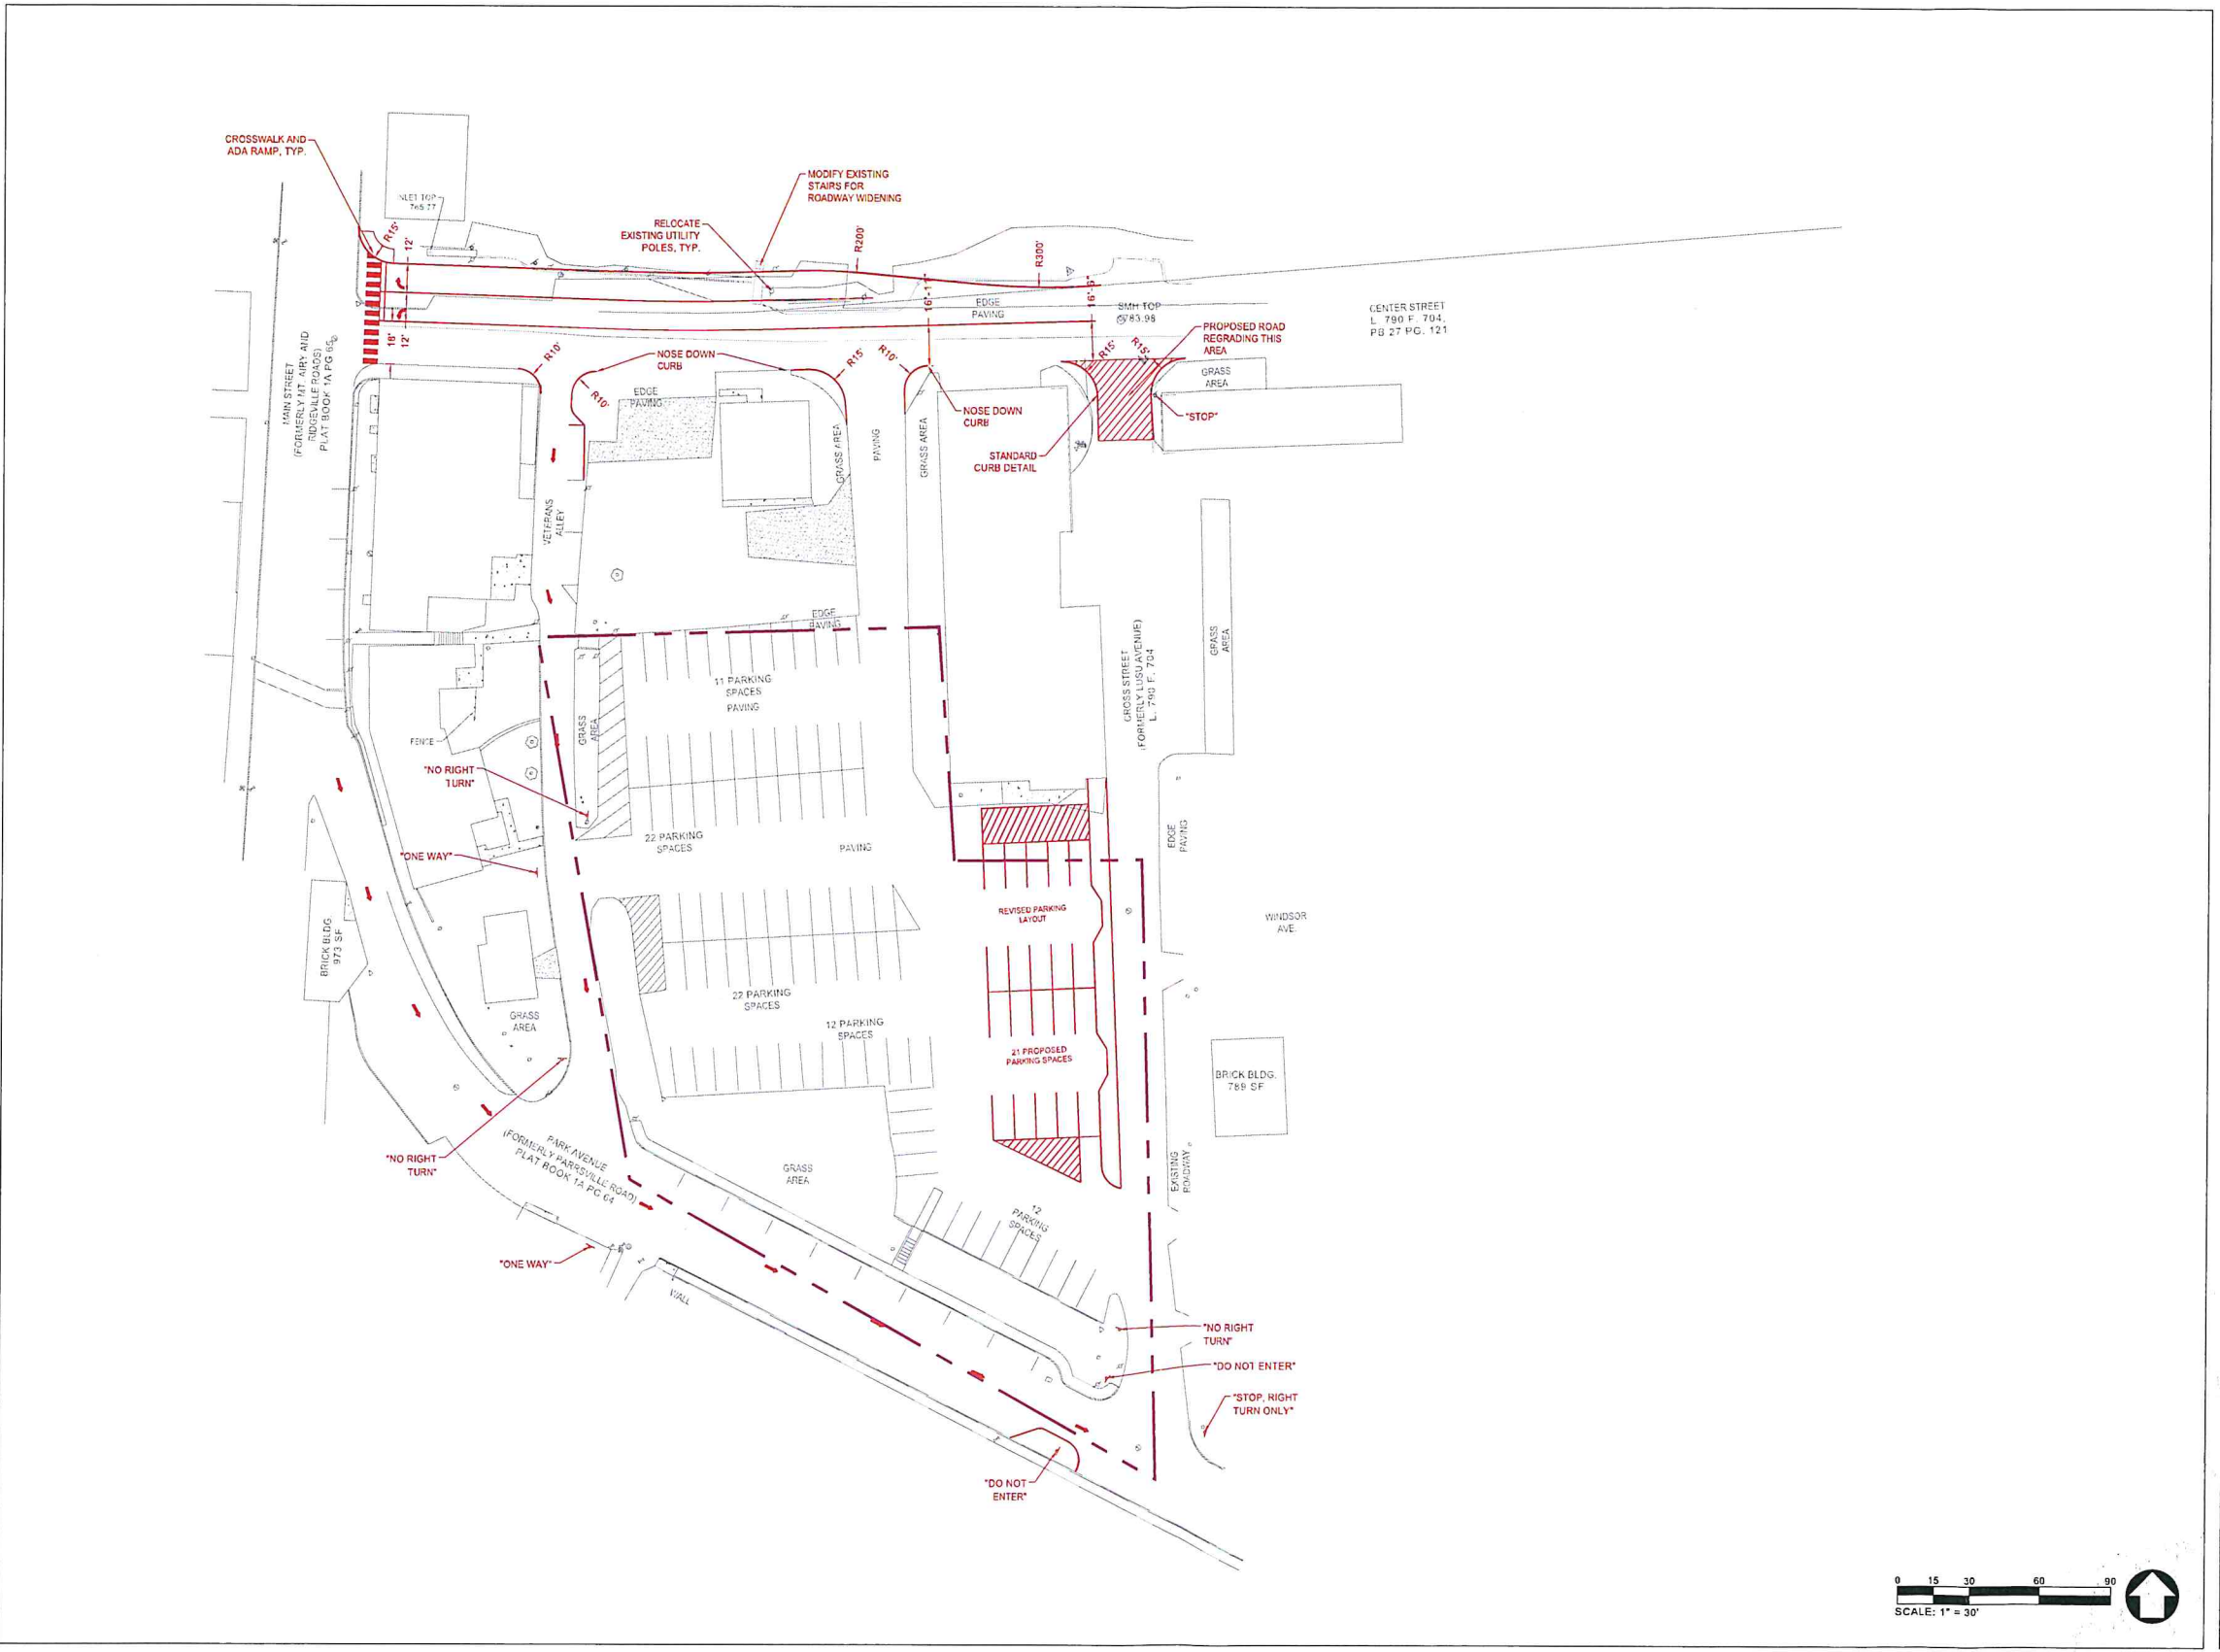 CROSSWALK AND
ADA RAMP, TYP.
INLET TOP
765.77
R15'
12'
MODIFY EXISTING
STAIRS FOR
ROADWAY WIDENING
RELOCATE
EXISTING UTILITY
POLES, TYP.
R200'
R300'
16'-1"
EDGE
PAVING
SMH TOP
783.98
CENTER STREET
L. 790 F. 704,
PB 27 PG. 121
PROPOSED ROAD
REGRADING THIS
AREA
MAIN STREET
(FORMERLY MT. AIRY AND
RIDGEVILLE ROADS)
PLAT BOOK 1A PG 65
12'
R10'
NOSE DOWN
CURB
R10'
R15'
R10'
R15'
R15'
EDGE
PAVING
GRASS
AREA
"STOP"
NOSE DOWN
CURB
STANDARD
CURB DETAIL
GRASS AREA
PAVING
GRASS AREA
VETERANS
ALLEY
EDGE
PAVING
11 PARKING
SPACES
PAVING
GRASS
AREA
FENCE
"NO RIGHT
TURN"
GROSS STREET
(FORMERLY LUSU AVENUE)
L. 790 F. 704
GRASS
AREA
22 PARKING
SPACES
PAVING
"ONE WAY"
EDGE
PAVING
REVISED PARKING
LAYOUT
WINDSOR
AVE.
BRICK BLDG.
973 SF
22 PARKING
SPACES
GRASS
AREA
12 PARKING
SPACES
21 PROPOSED
PARKING SPACES
BRICK BLDG.
789 SF
"NO RIGHT
TURN"
PARK AVENUE
(FORMERLY PARRSVILLE ROAD)
PLAT BOOK 1A PG 64
GRASS
AREA
EXISTING
ROADWAY
12
PARKING
SPACES
"ONE WAY"
WALL
"NO RIGHT
TURN"
"DO NOT ENTER"
"STOP, RIGHT
TURN ONLY"
"DO NOT
ENTER"
0 15 30 60 90
SCALE: 1" = 30'